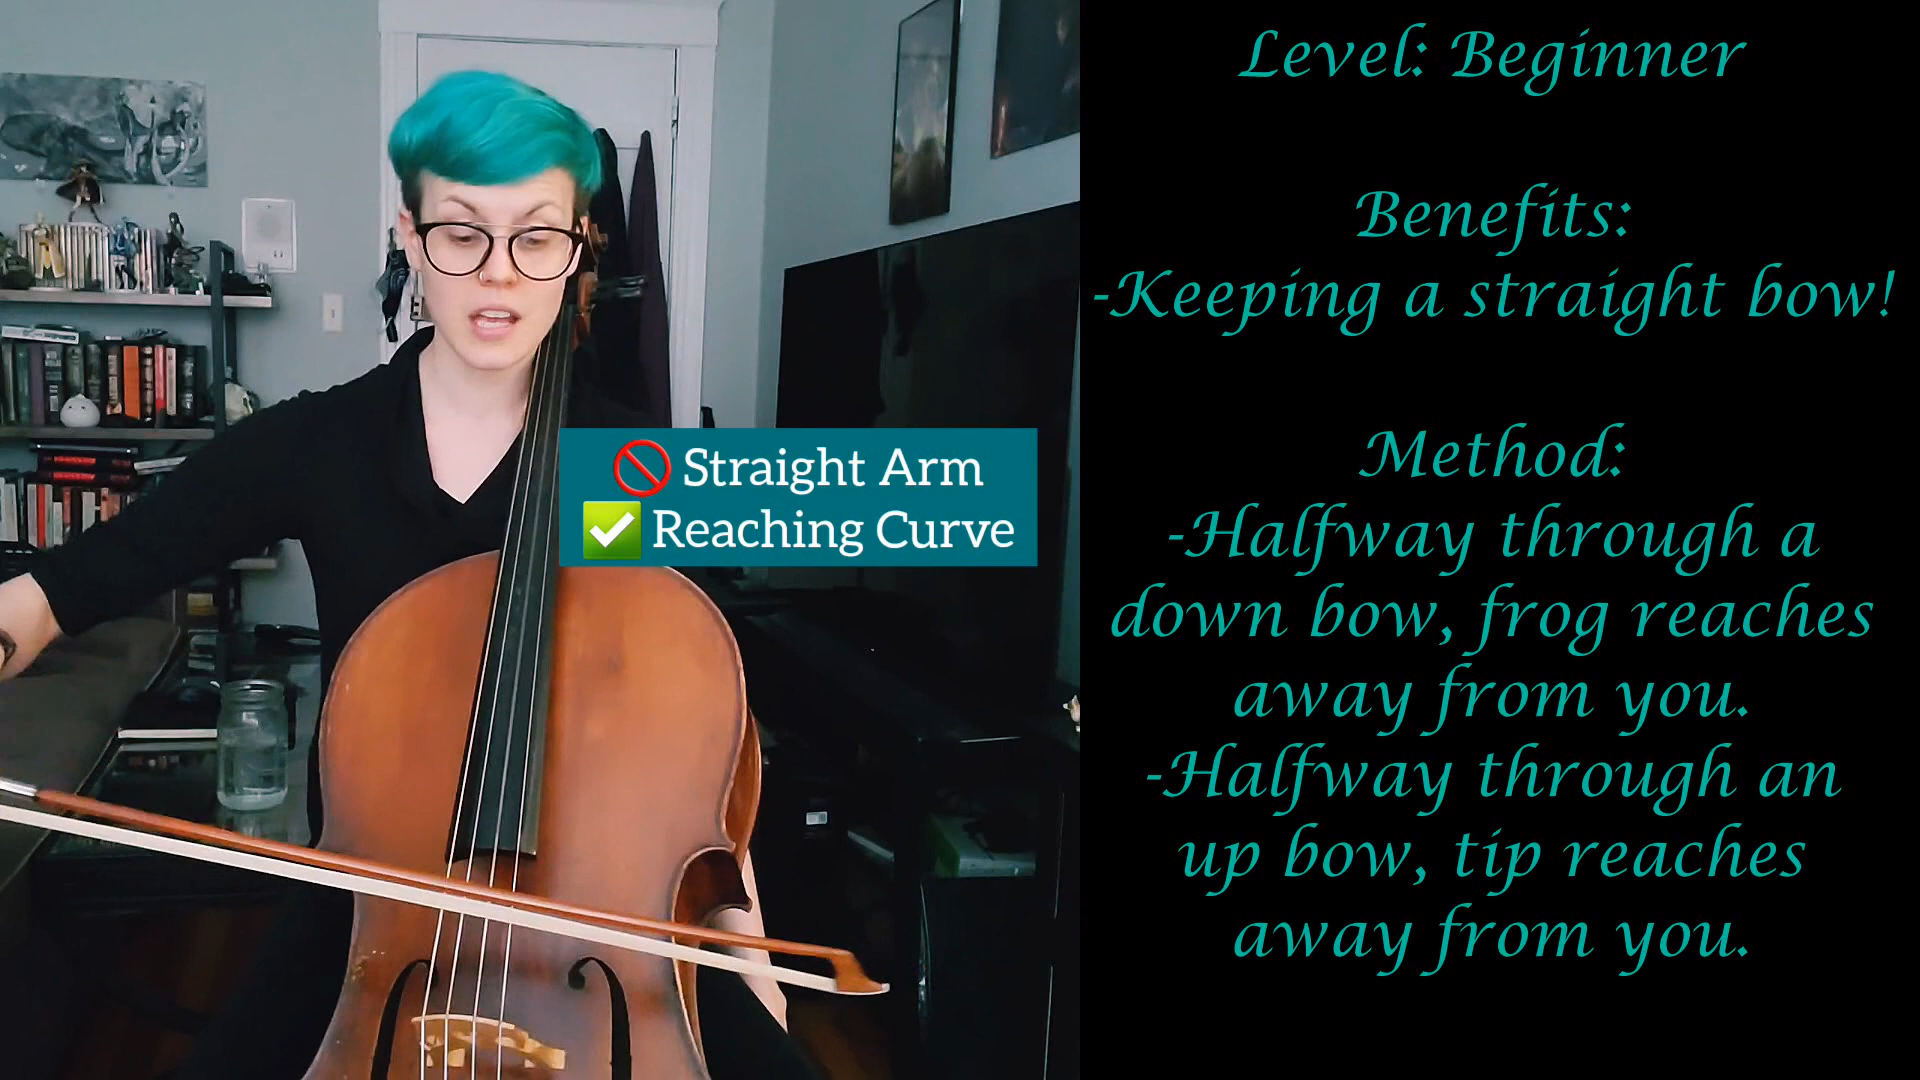 Level: Beginner
Benefits:
-Keeping a straight bow!
Method:
-Halfway through a
down bow, frog reaches
away from you.
-Halfway through an
up bow, tip reaches
away from you.
🚫 Straight Arm
✅ Reaching Curve